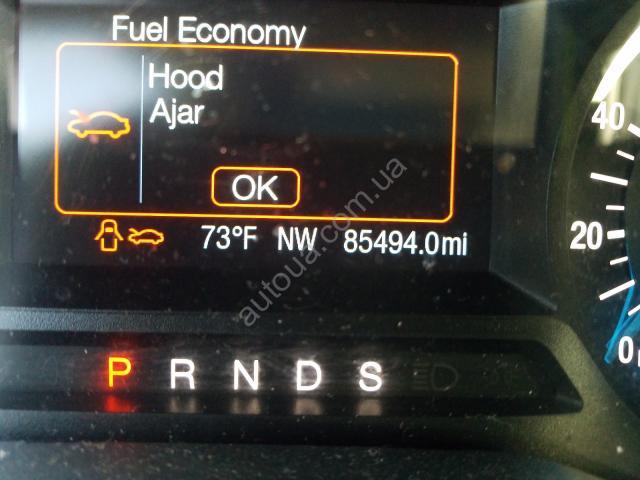 Fuel Economy
Hood
Ajar
OK
73°F NW 85494.0mi
P R N D S
40
20
0
autoua.com.ua